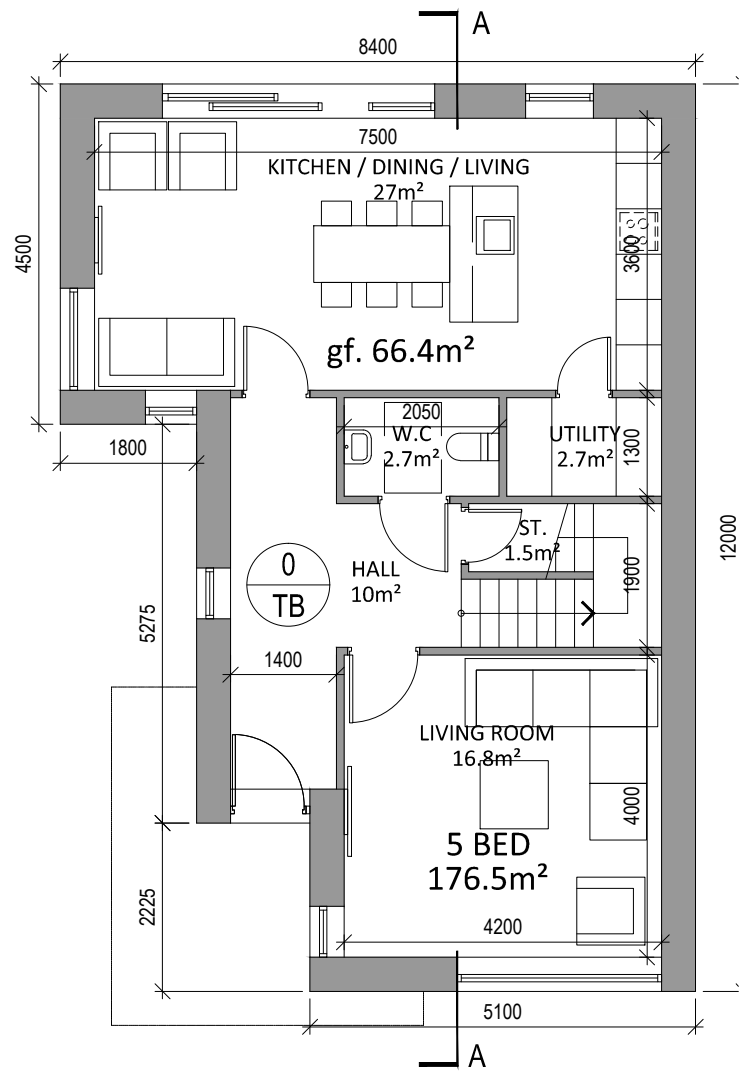 A
8400
7500
KITCHEN / DINING / LIVING
27m²
4500
3600
gf. 66.4m²
2050
W.C
2.7m²
UTILITY
2.7m²
1300
1800
12000
ST.
1.5m²
0
TB
HALL
10m²
1900
5275
1400
LIVING ROOM
16.8m²
4000
5 BED
176.5m²
2225
4200
5100
A